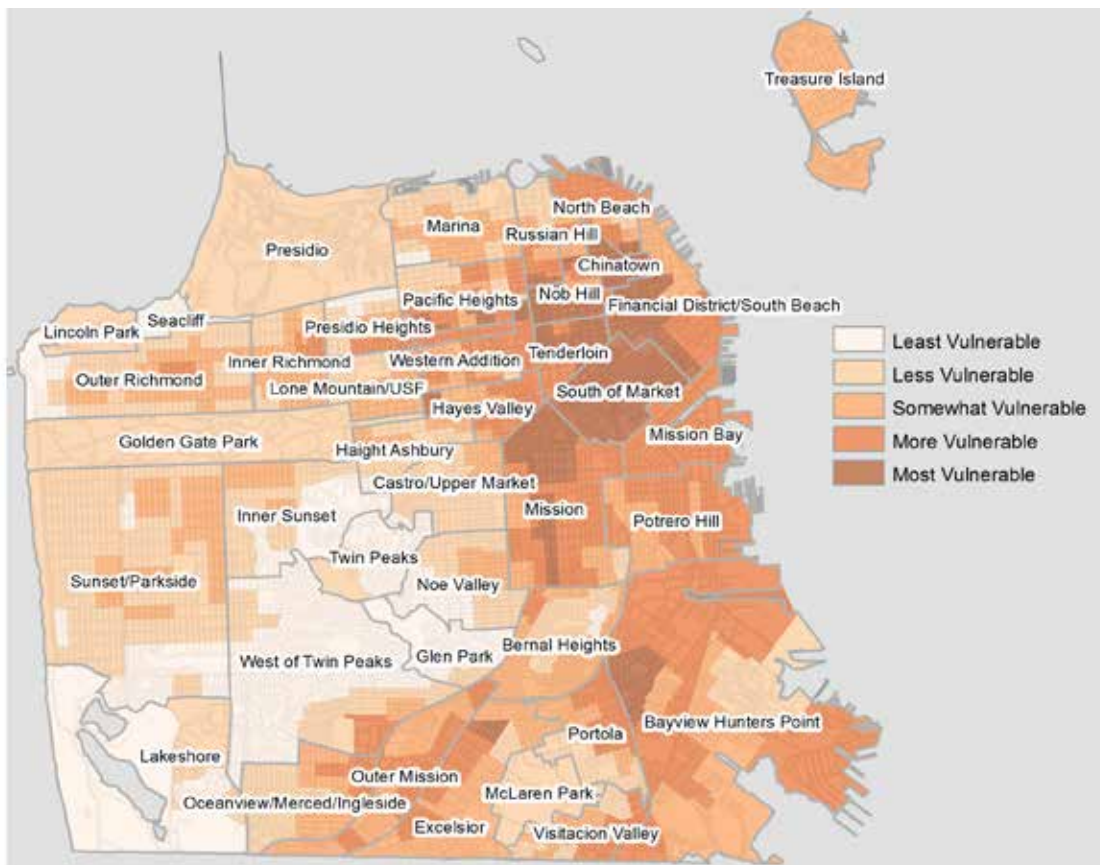 Treasure Island
North Beach
Marina
Russian Hill
Presidio
Chinatown
Pacific Heights
Nob Hill
Financial District/South Beach
Seacliff
Lincoln Park
Presidio Heights
Inner Richmond
Western Addition
Tenderloin
Outer Richmond
Lone Mountain/USF
South of Market
Hayes Valley
Mission Bay
Golden Gate Park
Haight Ashbury
Castro/Upper Market
Inner Sunset
Mission
Potrero Hill
Twin Peaks
Sunset/Parkside
Noe Valley
Bernal Heights
West of Twin Peaks
Glen Park
Bayview Hunters Point
Portola
Lakeshore
Outer Mission
McLaren Park
Oceanview/Merced/Ingleside
Excelsior
Visitacion Valley
Least Vulnerable
Less Vulnerable
Somewhat Vulnerable
More Vulnerable
Most Vulnerable